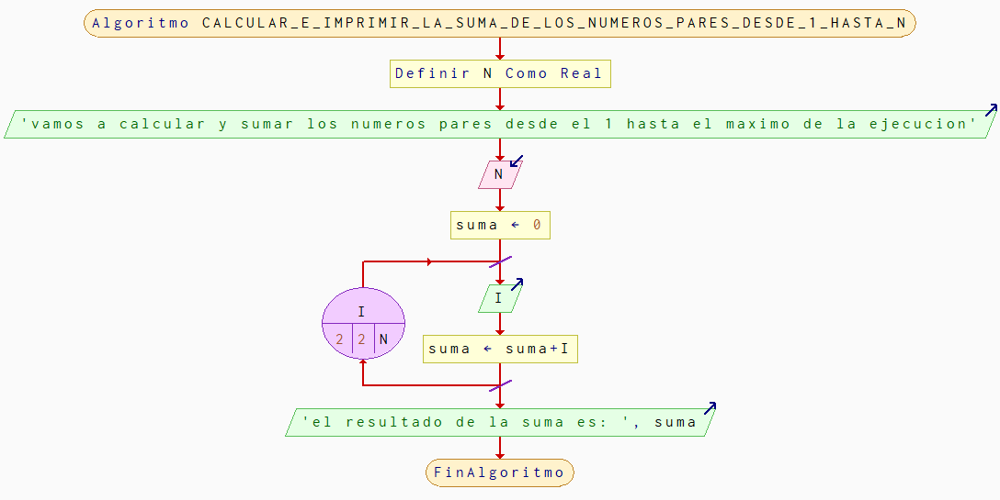 Algoritmo CALCULAR_E_IMPRIMIR_LA_SUMA_DE_LOS_NUMEROS_PARES_DESDE_1_HASTA_N
Definir N Como Real
'vamos a calcular y sumar los numeros pares desde el 1 hasta el maximo de la ejecucion'
N
suma ← 0
I
I
2 2 N
suma ← suma+I
'el resultado de la suma es: ', suma
FinAlgoritmo